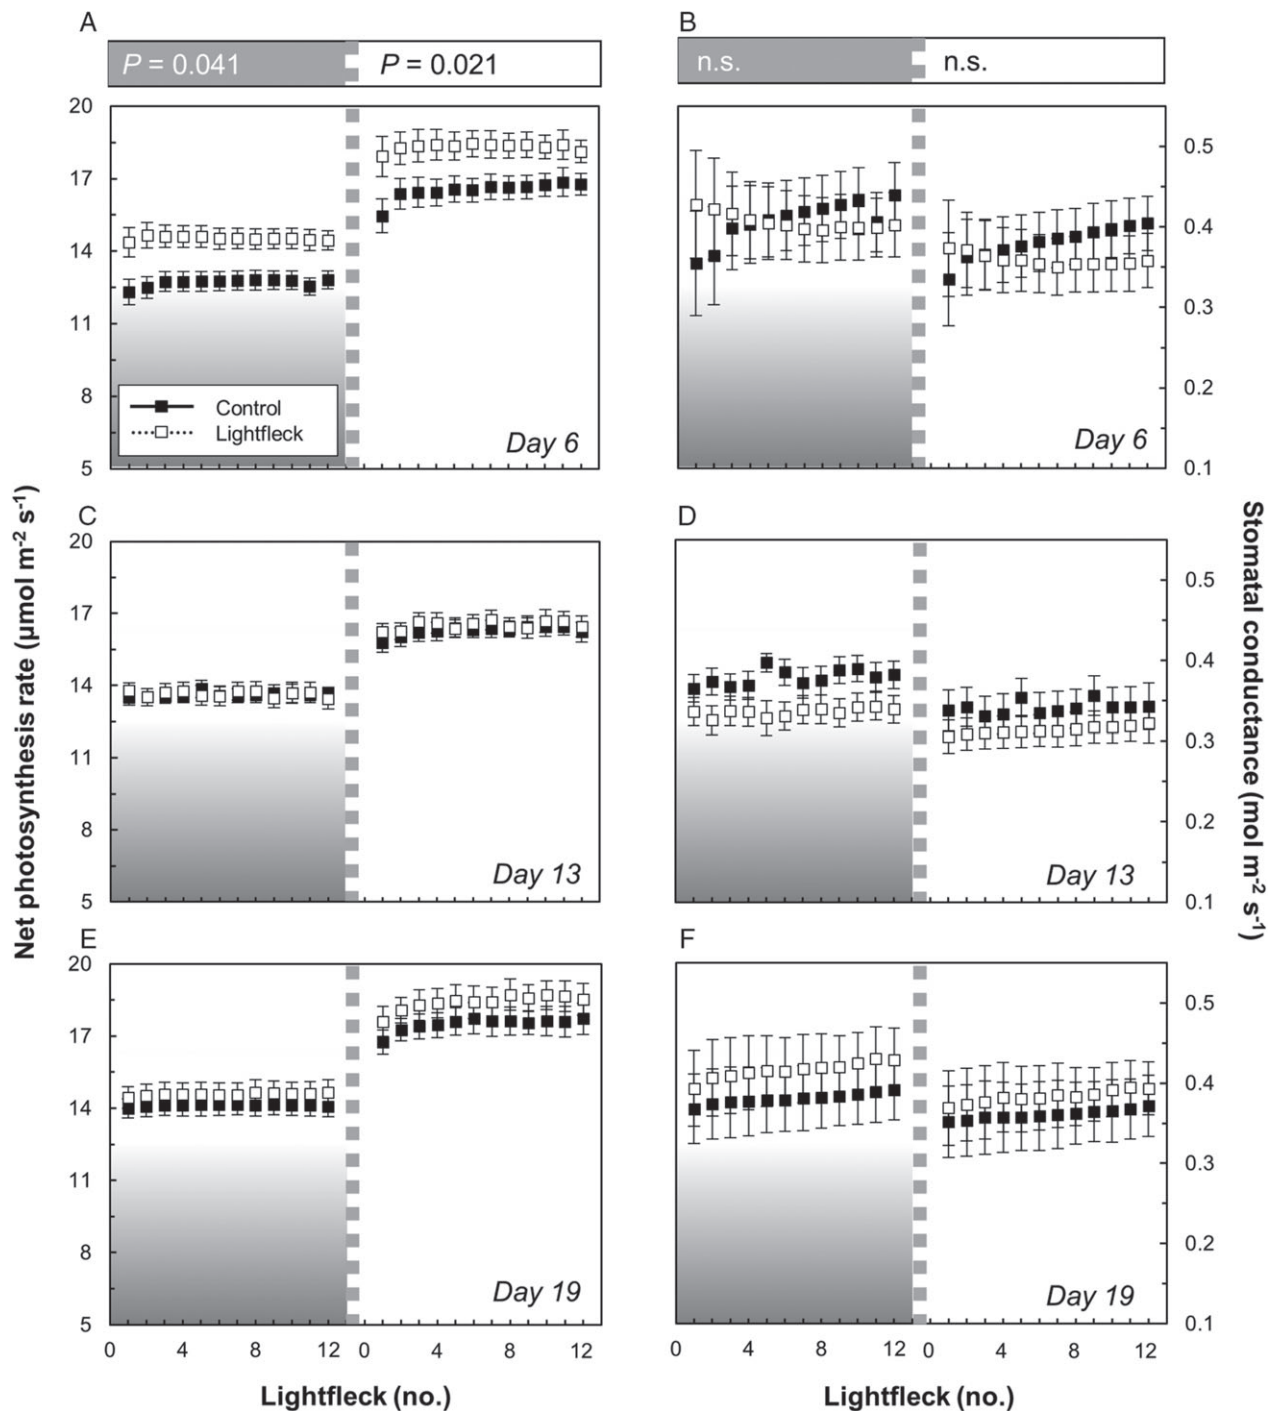 A
B
P = 0.041
P = 0.021
n.s.
n.s.
20
17
14
11
8
5
Control
Lightfleck
Day 6
0.5
0.4
0.3
0.2
0.1
Day 6
C
D
20
17
14
11
8
5
Day 13
0.5
0.4
0.3
0.2
0.1
Day 13
Net photosynthesis rate (µmol m-2 s-1)
Stomatal conductance (mol m-2 s-1)
E
F
20
17
14
11
8
5
Day 19
0.5
0.4
0.3
0.2
0.1
Day 19
0 4 8 12 0 4 8 12
0 4 8 12 0 4 8 12
Lightfleck (no.)
Lightfleck (no.)